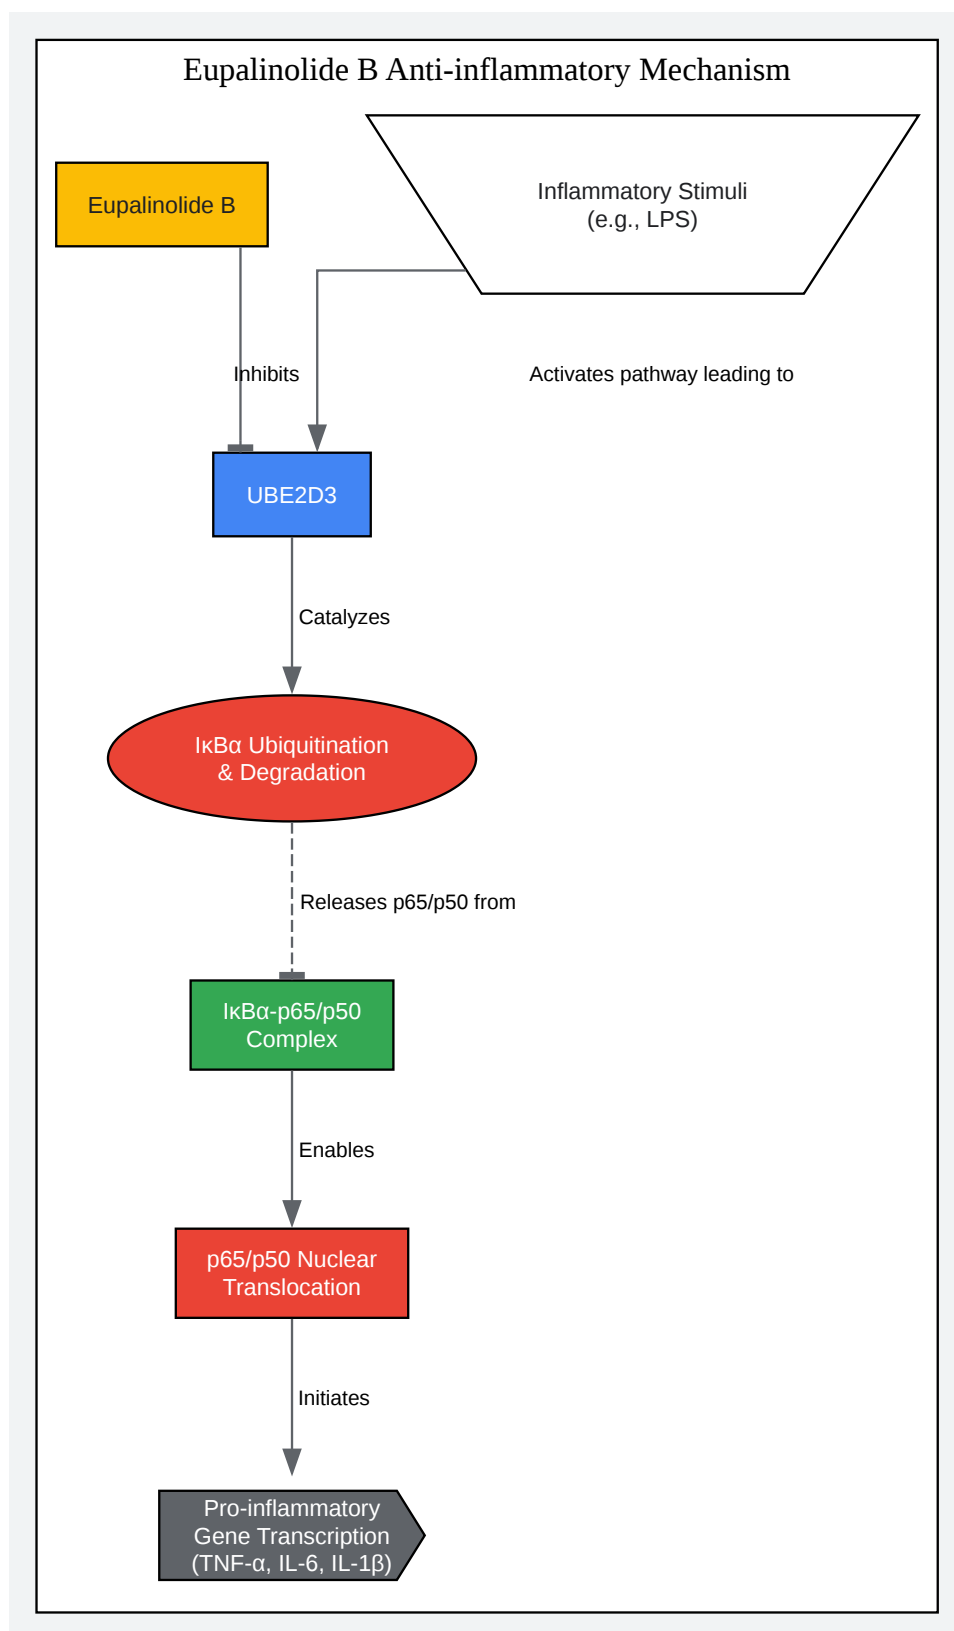 Eupalinolide B Anti-inflammatory Mechanism
Eupalinolide B
Inflammatory Stimuli
(e.g., LPS)
Inhibits
Activates pathway leading to
UBE2D3
Catalyzes
IκBα Ubiquitination
& Degradation
Releases p65/p50 from
IκBα-p65/p50
Complex
Enables
p65/p50 Nuclear
Translocation
Initiates
Pro-inflammatory
Gene Transcription
(TNF-α, IL-6, IL-1β)